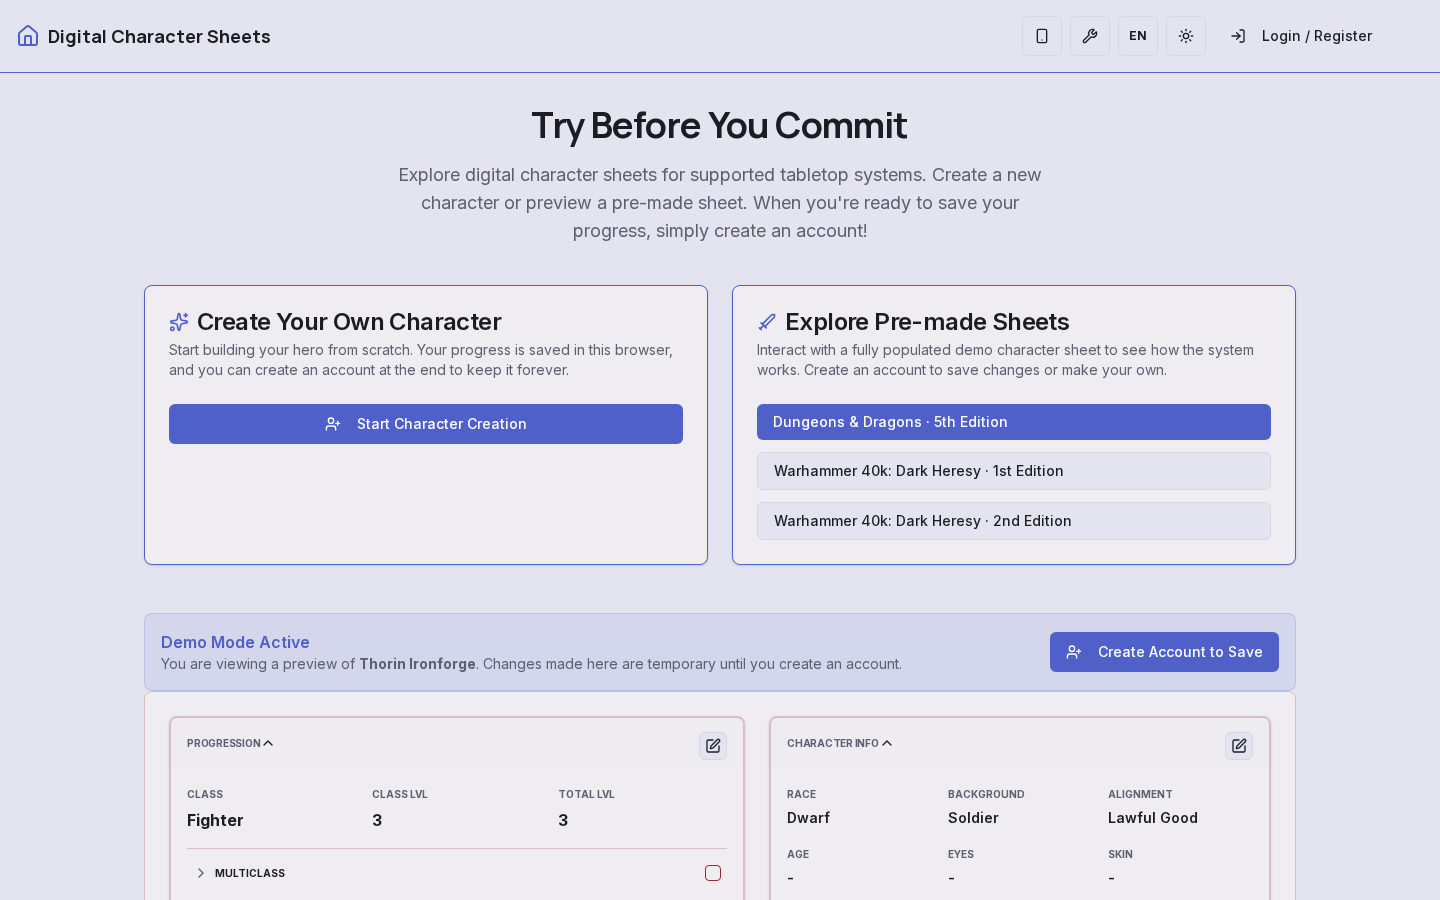 Digital Character Sheets
EN
Login / Register
Try Before You Commit
Explore digital character sheets for supported tabletop systems. Create a new
character or preview a pre-made sheet. When you're ready to save your
progress, simply create an account!
Create Your Own Character
Start building your hero from scratch. Your progress is saved in this browser,
and you can create an account at the end to keep it forever.
Start Character Creation
Explore Pre-made Sheets
Interact with a fully populated demo character sheet to see how the system
works. Create an account to save changes or make your own.
Dungeons & Dragons · 5th Edition
Warhammer 40k: Dark Heresy · 1st Edition
Warhammer 40k: Dark Heresy · 2nd Edition
Demo Mode Active
You are viewing a preview of Thorin Ironforge. Changes made here are temporary until you create an account.
Create Account to Save
PROGRESSION
CLASS CLASS LVL TOTAL LVL
Fighter 3 3
MULTICLASS
CHARACTER INFO
RACE BACKGROUND ALIGNMENT
Dwarf Soldier Lawful Good
AGE EYES SKIN
- - -